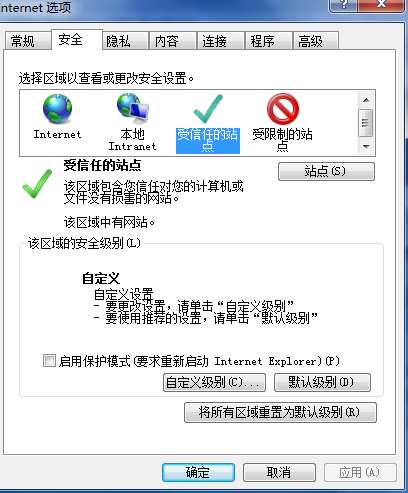 Internet 选项
常规 安全 隐私 内容 连接 程序 高级
选择区域以查看或更改安全设置。
Internet
本地
Intranet
受信任的站
点
受限制的站
点
受信任的站点
站点(S)
该区域包含您信任对您的计算机或
文件没有损害的网站。
该区域中有网站。
该区域的安全级别(L)
自定义
自定义设置
- 要更改设置，请单击“自定义级别”
- 要使用推荐的设置，请单击“默认级别”
启用保护模式(要求重新启动 Internet Explorer)(P)
自定义级别(C)... 默认级别(D)
将所有区域重置为默认级别(R)
确定 取消 应用(A)